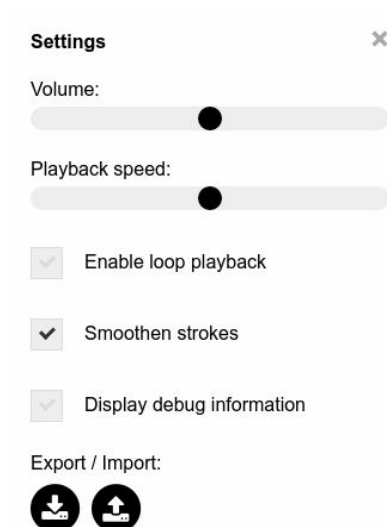 Settings
Volume:
Playback speed:
Enable loop playback
Smoothen strokes
Display debug information
Export / Import: